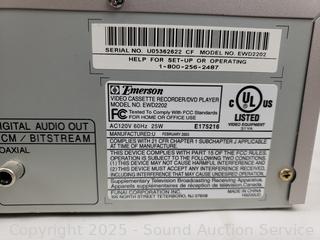 SERIAL NO. U05362622 CF MODEL NO. EWD2202
HELP FOR SET-UP OR OPERATING
1-800-256-2487
Emerson
VIDEO CASSETTE RECORDER/DVD PLAYER
MODEL NO. EWD2202
FC Tested To Comply
With FCC Standards
FOR HOME OR OFFICE USE
AC120V 60Hz 25W E175216
C UL US
LISTED
VIDEO EQUIPMENT
31YA
MANUFACTURED: FEBRUARY 2005
COMPLIES WITH 21 CFR CHAPTER 1 SUBCHAPTER J APPLICABLE
AT TIME OF MANUFACTURE.
THIS DEVICE COMPLIES WITH PART 15 OF THE FCC RULES
OPERATION IS SUBJECT TO THE FOLLOWING TWO CONDITIONS:
(1) THIS DEVICE MAY NOT CAUSE HARMFUL INTERFERENCE, AND
(2) THIS DEVICE MUST ACCEPT ANY INTERFERENCE RECEIVED,
INCLUDING INTERFERENCE THAT MAY CAUSE UNDESIRED OPERATION.
Supplementary Television Broadcasting Receiving Apparatus,
Appareils supplémentaires de réception de télévision, Canada
FUNAI CORPORATION INC.
100 NORTH STREET TETERBORO, NJ 07608
PRINTED IN CHINA
DIGITAL AUDIO OUT
PCM / BITSTREAM
COAXIAL
Copyright 2025 - Sound Auction Service